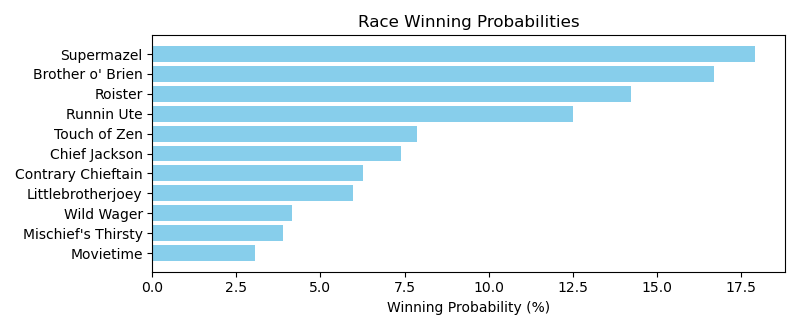 Race Winning Probabilities
Supermazel
Brother o' Brien
Roister
Runnin Ute
Touch of Zen
Chief Jackson
Contrary Chieftain
Littlebrotherjoey
Wild Wager
Mischief's Thirsty
Movietime
0.0 2.5 5.0 7.5 10.0 12.5 15.0 17.5
Winning Probability (%)